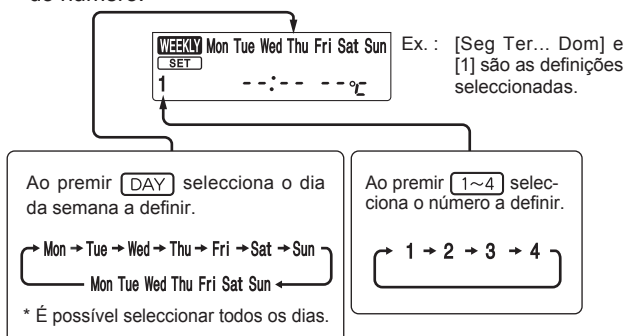 do número.
WEEKLY Mon Tue Wed Thu Fri Sat Sun
SET
1 --:-- --°C
Ex. : [Seg Ter... Dom] e
[1] são as definições
seleccionadas.
Ao premir DAY selecciona o dia
da semana a definir.
Mon → Tue → Wed → Thu → Fri → Sat → Sun
Mon Tue Wed Thu Fri Sat Sun ←
* É possível seleccionar todos os dias.
Ao premir 1~4 selec-
ciona o número a definir.
1 → 2 → 3 → 4